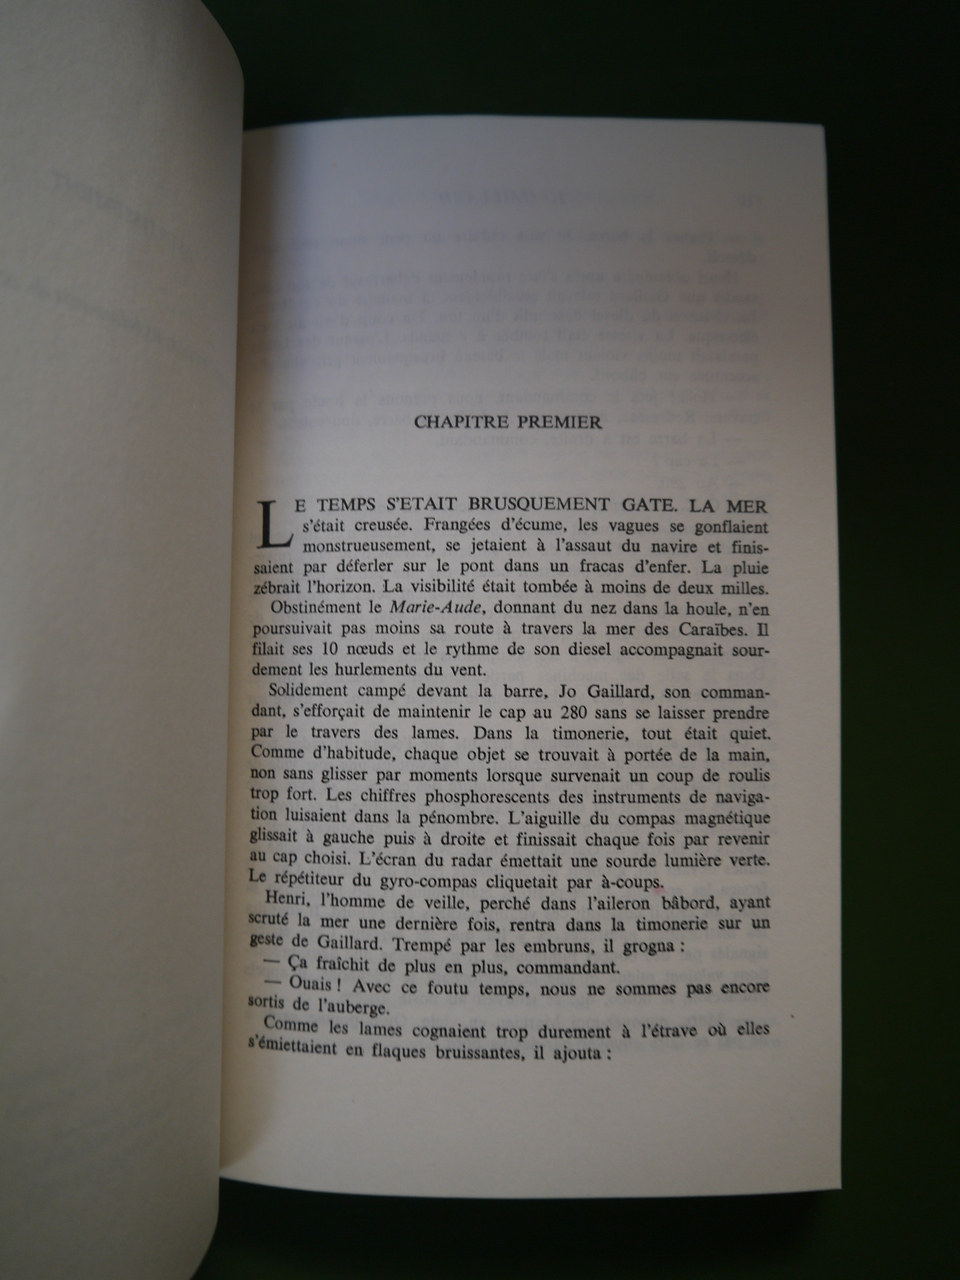 CHAPITRE PREMIER
LE TEMPS S'ETAIT BRUSQUEMENT GATE. LA MER
s'était creusée. Frangées d'écume, les vagues se gonflaient
monstrueusement, se jetaient à l'assaut du navire et finis-
saient par déferler sur le pont dans un fracas d'enfer. La pluie
zébrait l'horizon. La visibilité était tombée à moins de deux milles.
Obstinément le Marie-Aude, donnant du nez dans la houle, n'en
poursuivait pas moins sa route à travers la mer des Caraïbes. Il
filait ses 10 nœuds et le rythme de son diesel accompagnait sour-
dement les hurlements du vent.
Solidement campé devant la barre, Jo Gaillard, son comman-
dant, s'efforçait de maintenir le cap au 280 sans se laisser prendre
par le travers des lames. Dans la timonerie, tout était quiet.
Comme d'habitude, chaque objet se trouvait à portée de la main,
non sans glisser par moments lorsque survenait un coup de roulis
trop fort. Les chiffres phosphorescents des instruments de naviga-
tion luisaient dans la pénombre. L'aiguille du compas magnétique
glissait à gauche puis à droite et finissait chaque fois par revenir
au cap choisi. L'écran du radar émettait une sourde lumière verte.
Le répétiteur du gyro-compas cliquetait par à-coups.
Henri, l'homme de veille, perché dans l'aileron bâbord, ayant
scruté la mer une dernière fois, rentra dans la timonerie sur un
geste de Gaillard. Trempé par les embruns, il grogna :
— Ça fraîchit de plus en plus, commandant.
— Ouais ! Avec ce foutu temps, nous ne sommes pas encore
sortis de l'auberge.
Comme les lames cognaient trop durement à l'étrave où elles
s'émiettaient en flaques bruissantes, il ajouta :